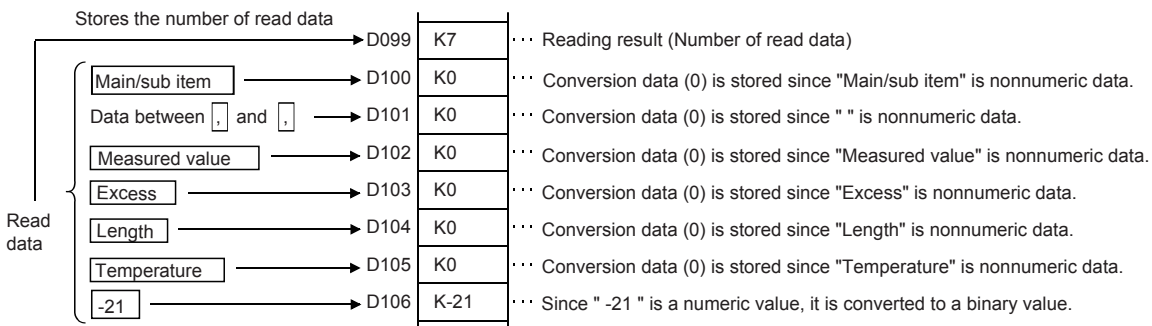 Stores the number of read data
D099 K7 ··· Reading result (Number of read data)
Main/sub item D100 K0 ··· Conversion data (0) is stored since "Main/sub item" is nonnumeric data.
Data between , and , D101 K0 ··· Conversion data (0) is stored since " " is nonnumeric data.
Measured value D102 K0 ··· Conversion data (0) is stored since "Measured value" is nonnumeric data.
Excess D103 K0 ··· Conversion data (0) is stored since "Excess" is nonnumeric data.
Read data
Length D104 K0 ··· Conversion data (0) is stored since "Length" is nonnumeric data.
Temperature D105 K0 ··· Conversion data (0) is stored since "Temperature" is nonnumeric data.
-21 D106 K-21 ··· Since " -21 " is a numeric value, it is converted to a binary value.